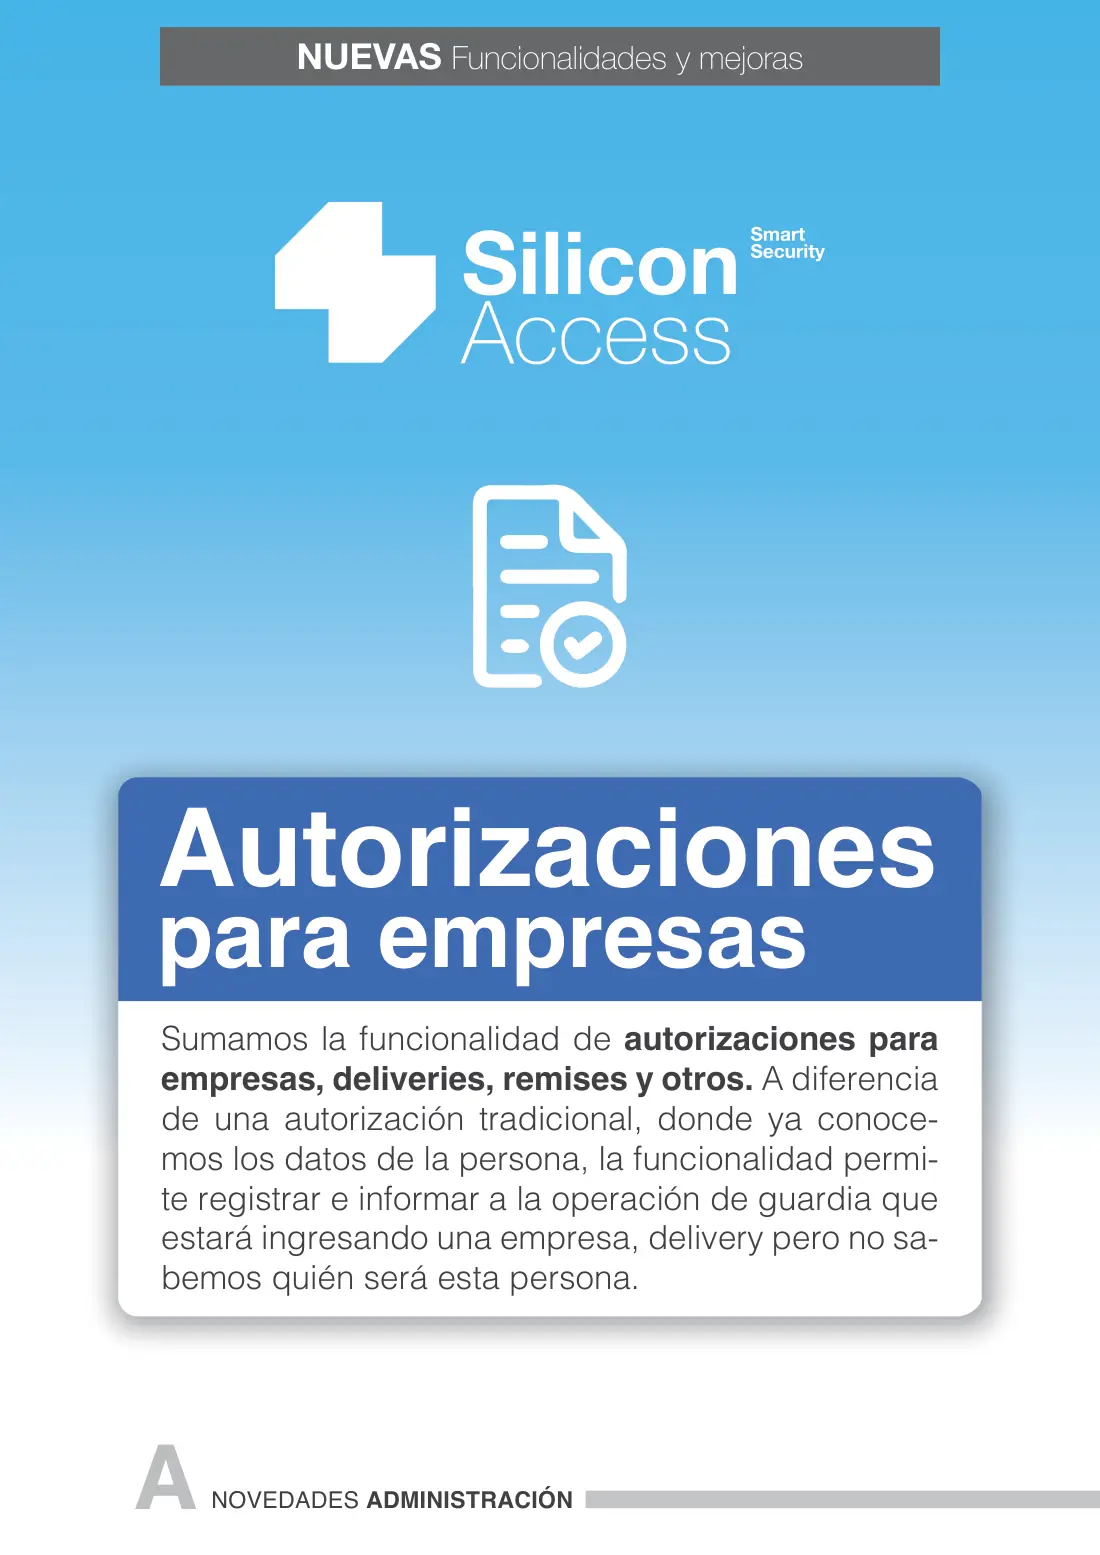 NUEVAS Funcionalidades y mejoras
Silicon
Smart
Security
Access
Autorizaciones
para empresas
Sumamos la funcionalidad de autorizaciones para
empresas, deliveries, remises y otros. A diferencia
de una autorización tradicional, donde ya conoce-
mos los datos de la persona, la funcionalidad permi-
te registrar e informar a la operación de guardia que
estará ingresando una empresa, delivery pero no sa-
bemos quién será esta persona.
A NOVEDADES ADMINISTRACIÓN